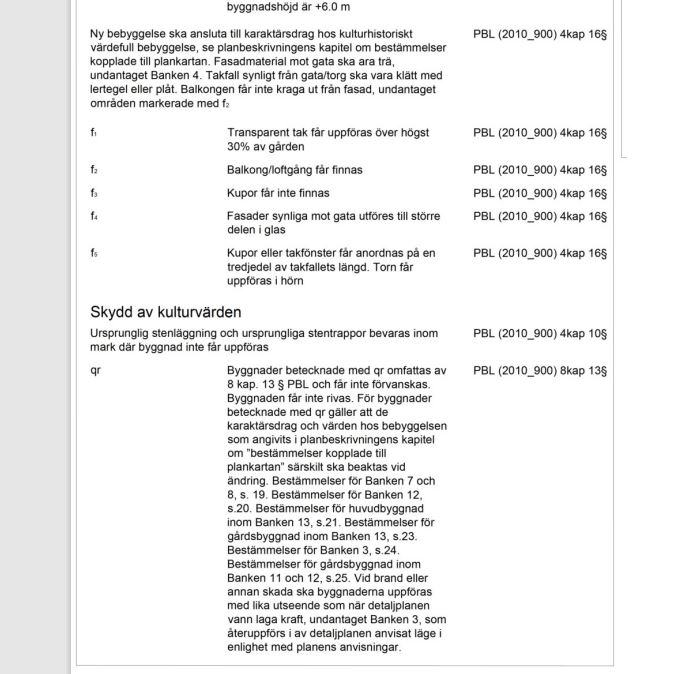 byggnadshöjd är +6.0 m
Ny bebyggelse ska ansluta till karaktärsdrag hos kulturhistoriskt PBL (2010_900) 4kap 16§
värdefull bebyggelse, se planbeskrivningens kapitel om bestämmelser
kopplade till plankartan. Fasadmaterial mot gata ska ara trä,
undantaget Banken 4. Takfall synligt från gata/torg ska vara klätt med
lertegel eller plåt. Balkongen får inte kraga ut från fasad, undantaget
områden markerade med f₂
f₁ Transparent tak får uppföras över högst PBL (2010_900) 4kap 16§
30% av gården
f₂ Balkong/loftgång får finnas PBL (2010_900) 4kap 16§
f₃ Kupor får inte finnas PBL (2010_900) 4kap 16§
f₄ Fasader synliga mot gata utföres till större PBL (2010_900) 4kap 16§
delen i glas
f₅ Kupor eller takfönster får anordnas på en PBL (2010_900) 4kap 16§
tredjedel av takfallets längd. Torn får
uppföras i hörn
Skydd av kulturvärden
Ursprunglig stenläggning och ursprungliga stentrappor bevaras inom PBL (2010_900) 4kap 10§
mark där byggnad inte får uppföras
qr Byggnader betecknade med qr omfattas av PBL (2010_900) 8kap 13§
8 kap. 13 § PBL och får inte förvanskas.
Byggnaden får inte rivas. För byggnader
betecknade med qr gäller att de
karaktärsdrag och värden hos bebyggelsen
som angivits i planbeskrivningens kapitel
om "bestämmelser kopplade till
plankartan" särskilt ska beaktas vid
ändring. Bestämmelser för Banken 7 och
8, s. 19. Bestämmelser för Banken 12,
s.20. Bestämmelser för huvudbyggnad
inom Banken 13, s.21. Bestämmelser för
gårdsbyggnad inom Banken 13, s.23.
Bestämmelser för Banken 3, s.24.
Bestämmelser för gårdsbyggnad inom
Banken 11 och 12, s.25. Vid brand eller
annan skada ska byggnaderna uppföras
med lika utseende som när detaljplanen
vann laga kraft, undantaget Banken 3, som
återuppförs i av detaljplanen anvisat läge i
enlighet med planens anvisningar.